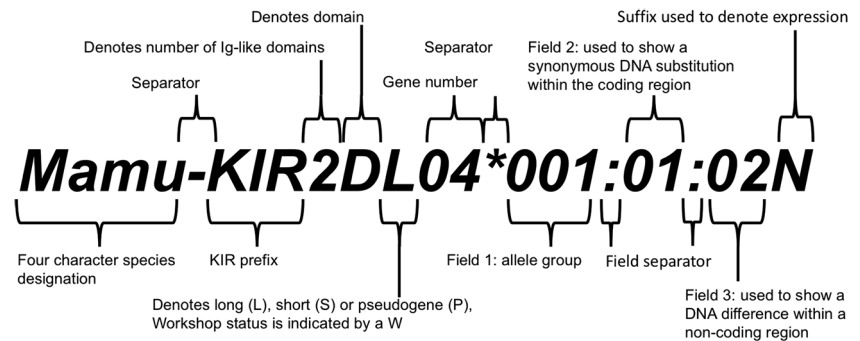 Denotes domain
Suffix used to denote expression
Denotes number of Ig-like domains
Separator
Field 2: used to show a
synonymous DNA substitution
within the coding region
Separator
Gene number
Mamu-KIR2DL04*001:01:02N
Four character species
designation
KIR prefix
Field 1: allele group
Field separator
Denotes long (L), short (S) or pseudogene (P),
Workshop status is indicated by a W
Field 3: used to show a
DNA difference within a
non-coding region